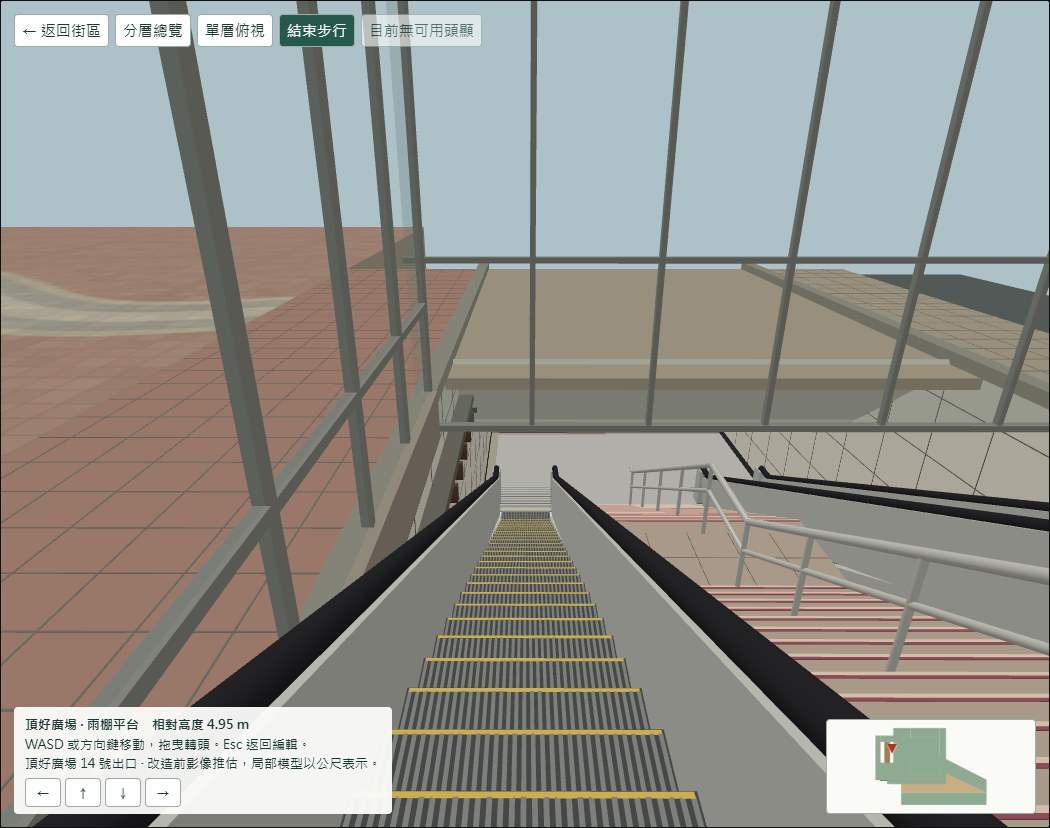 ← 返回街區
分層總覽
單層俯視
結束步行
目前無可用頭顯
頂好廣場 · 雨棚平台　相對高度 4.95 m
WASD 或方向鍵移動，拖曳轉頭。Esc 返回編輯。
頂好廣場 14 號出口 · 改造前影像推估，局部模型以公尺表示。
← ↑ ↓ →